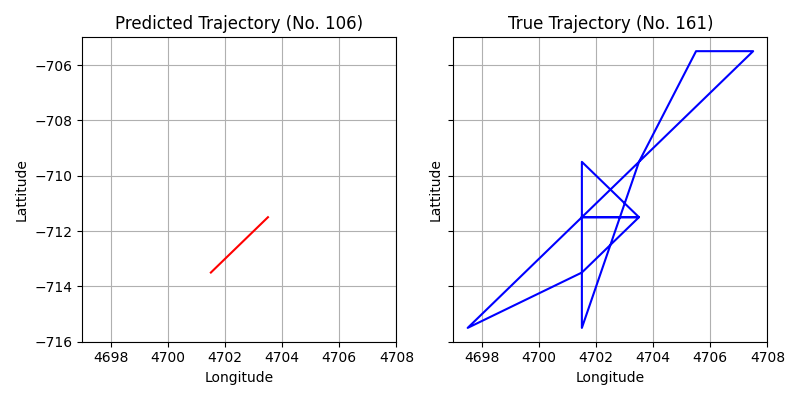 Predicted Trajectory (No. 106)
True Trajectory (No. 161)
−706
−708
−710
−712
−714
−716
Lattitude
Lattitude
4698 4700 4702 4704 4706 4708
4698 4700 4702 4704 4706 4708
Longitude
Longitude